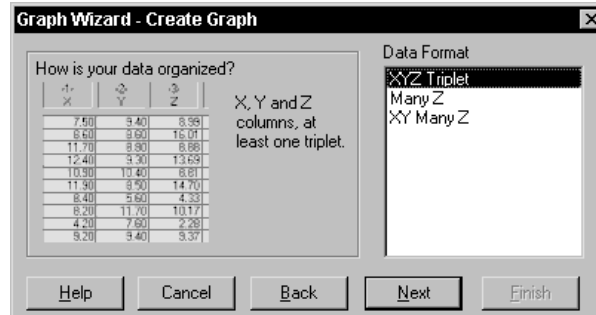 Graph Wizard - Create Graph
How is your data organized?
-1- -2- -3-
X Y Z
7.50 9.40 8.99
6.60 9.60 16.01
11.70 8.90 8.88
12.40 9.30 13.69
10.90 10.40 8.81
11.90 8.50 14.70
8.40 5.60 4.33
8.20 11.70 10.17
4.20 7.60 2.28
9.20 9.40 9.37
X, Y and Z
columns, at
least one triplet.
Data Format
XYZ Triplet
Many Z
XY Many Z
Help Cancel Back Next Finish